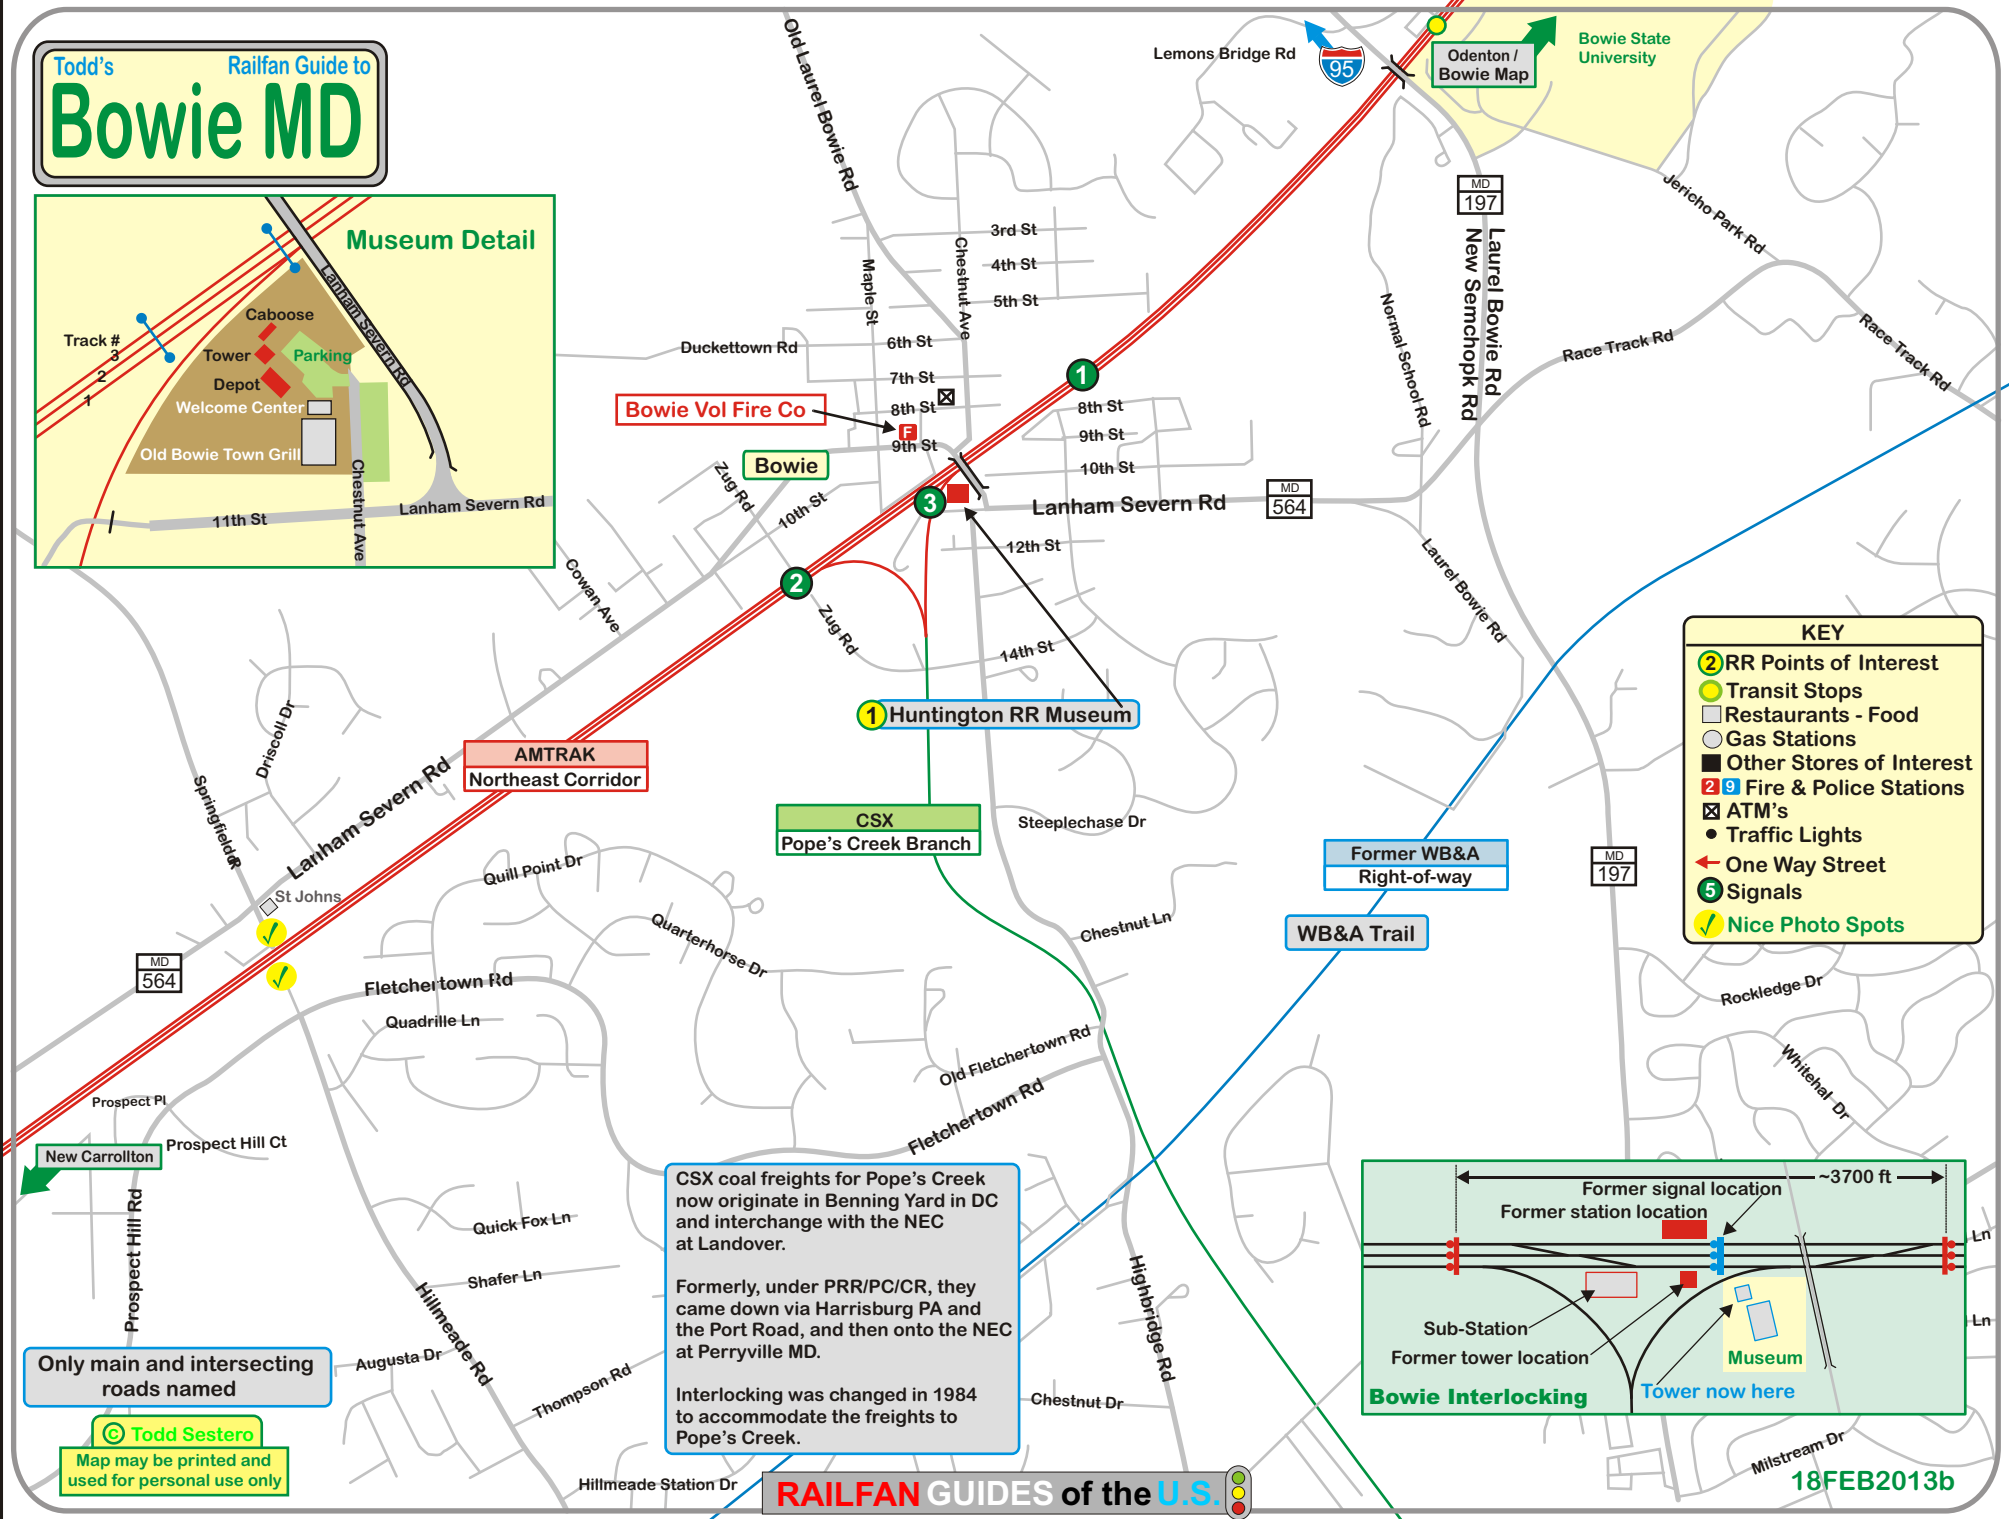 Todd's
Railfan Guide to
Bowie MD
Museum Detail
Lanham Severn Rd
Caboose
Track #
3
2
1
Tower
Parking
Depot
Welcome Center
Old Bowie Town Grill
Chestnut Ave
Lanham Severn Rd
11th St
Old Laurel Bowie Rd
Lemons Bridge Rd
95
Odenton /
Bowie Map
Bowie State
University
MD
197
Laurel Bowie Rd
New Semchopk Rd
Jericho Park Rd
Race Track Rd
Race Track Rd
Normal School Rd
3rd St
4th St
5th St
Maple St
Chestnut Ave
Duckettown Rd
6th St
7th St
8th St
9th St
Bowie Vol Fire Co
F
Bowie
1
8th St
9th St
10th St
Zug Rd
10th St
3
Lanham Severn Rd
MD
564
12th St
2
Cowan Ave
Zug Rd
14th St
Laurel Bowie Rd
1
Huntington RR Museum
Driscoll Dr
Springfield Rd
Lanham Severn Rd
AMTRAK
Northeast Corridor
CSX
Pope's Creek Branch
Steeplechase Dr
Former WB&A
Right-of-way
WB&A Trail
MD
197
KEY
2 RR Points of Interest
Transit Stops
Restaurants - Food
Gas Stations
Other Stores of Interest
2 9 Fire & Police Stations
ATM's
Traffic Lights
One Way Street
5 Signals
Nice Photo Spots
St Johns
Quill Point Dr
Quarterhorse Dr
Chestnut Ln
MD
564
Fletchertown Rd
Quadrille Ln
Rockledge Dr
Whitehal Dr
Old Fletchertown Rd
Fletchertown Rd
Prospect Pl
Prospect Hill Ct
New Carrollton
Prospect Hill Rd
Quick Fox Ln
Shafer Ln
Hillmeade Rd
Augusta Dr
Thompson Rd
Hillmeade Station Dr
Highbridge Rd
Chestnut Dr
CSX coal freights for Pope's Creek
now originate in Benning Yard in DC
and interchange with the NEC
at Landover.
Formerly, under PRR/PC/CR, they
came down via Harrisburg PA and
the Port Road, and then onto the NEC
at Perryville MD.
Interlocking was changed in 1984
to accommodate the freights to
Pope's Creek.
~3700 ft
Former signal location
Former station location
Sub-Station
Former tower location
Museum
Tower now here
Bowie Interlocking
Ln
Ln
Milstream Dr
18FEB2013b
Only main and intersecting
roads named
© Todd Sestero
Map may be printed and
used for personal use only
RAILFAN GUIDES of the U.S.